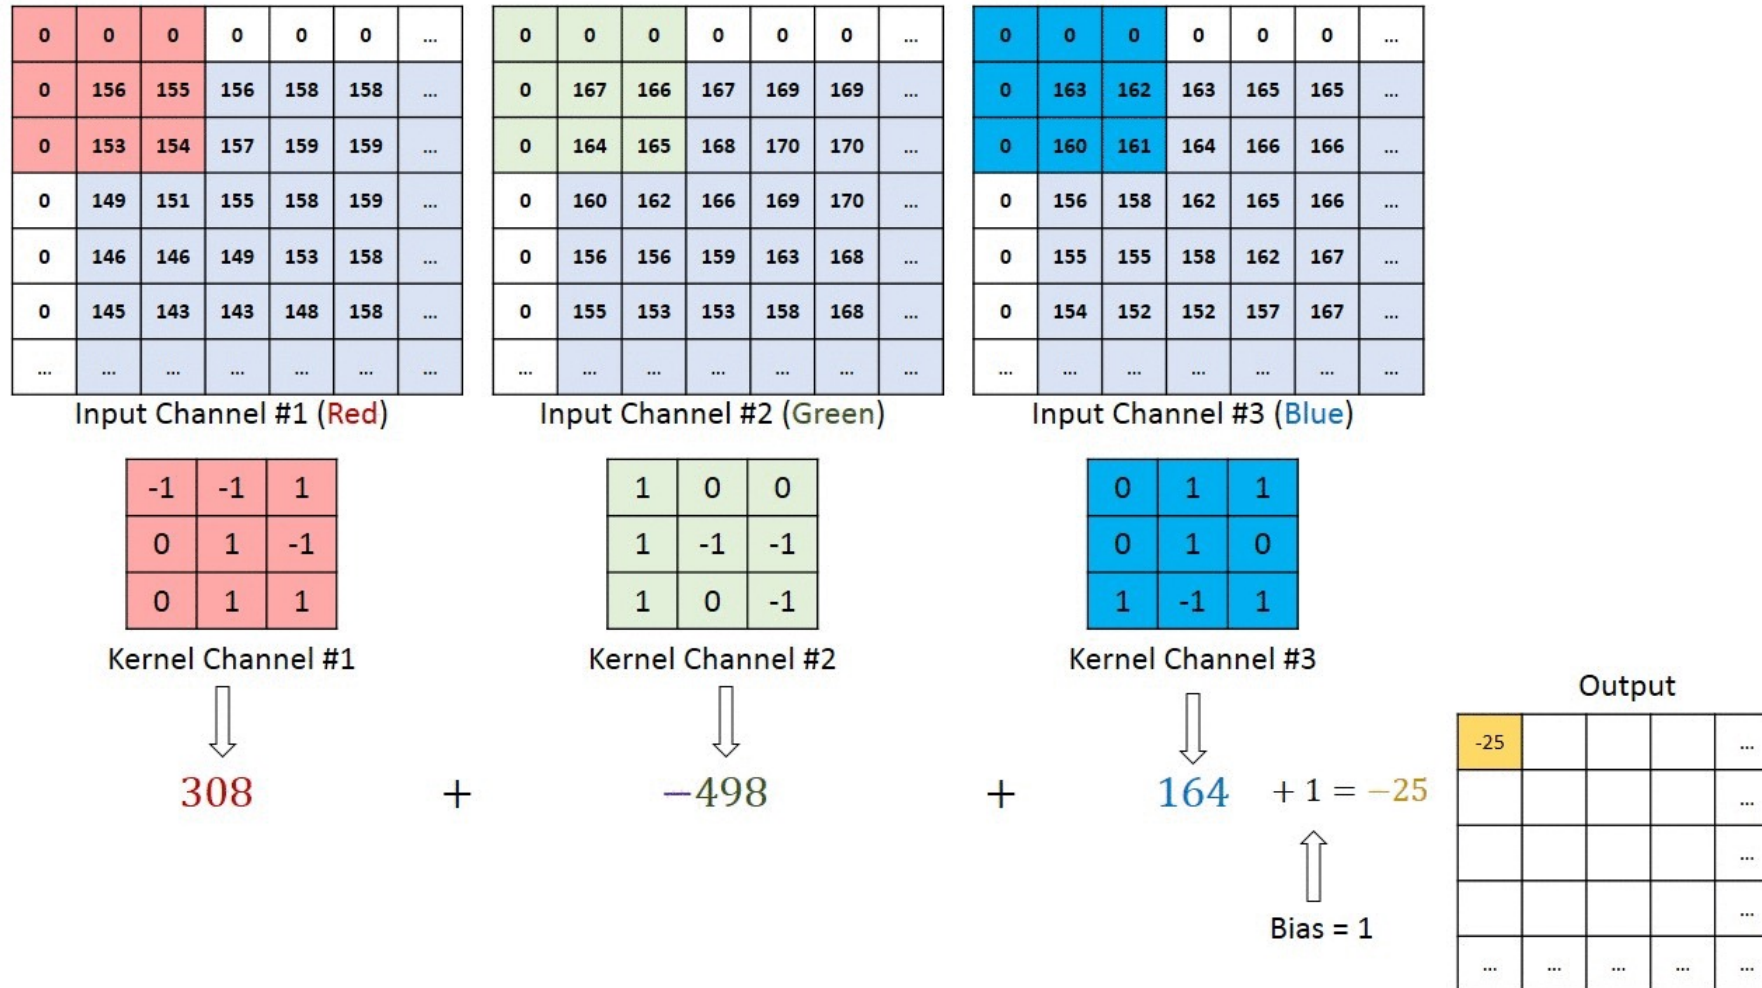 0 0 0 0 0 0 ... 0 0 0 0 0 0 ... 0 0 0 0 0 0 ...
0 156 155 156 158 158 ... 0 167 166 167 169 169 ... 0 163 162 163 165 165 ...
0 153 154 157 159 159 ... 0 164 165 168 170 170 ... 0 160 161 164 166 166 ...
0 149 151 155 158 159 ... 0 160 162 166 169 170 ... 0 156 158 162 165 166 ...
0 146 146 149 153 158 ... 0 156 156 159 163 168 ... 0 155 155 158 162 167 ...
0 145 143 143 148 158 ... 0 155 153 153 158 168 ... 0 154 152 152 157 167 ...
... ... ... ... ... ... ... ... ... ... ... ... ... ... ... ... ... ... ... ... ...
Input Channel #1 (Red) Input Channel #2 (Green) Input Channel #3 (Blue)
-1 -1 1 1 0 0 0 1 1
0 1 -1 1 -1 -1 0 1 0
0 1 1 1 0 -1 1 -1 1
Kernel Channel #1 Kernel Channel #2 Kernel Channel #3
308 + −498 + 164 + 1 = −25
Bias = 1
Output
-25 ...
...
...
...
... ... ... ... ...